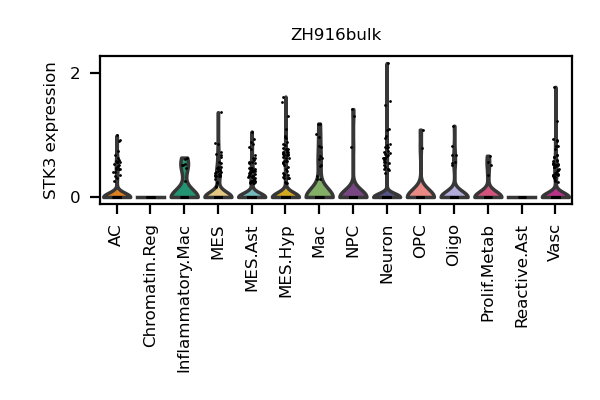 ZH916bulk
STK3 expression
2
0
AC
Chromatin.Reg
Inflammatory.Mac
MES
MES.Ast
MES.Hyp
Mac
NPC
Neuron
OPC
Oligo
Prolif.Metab
Reactive.Ast
Vasc